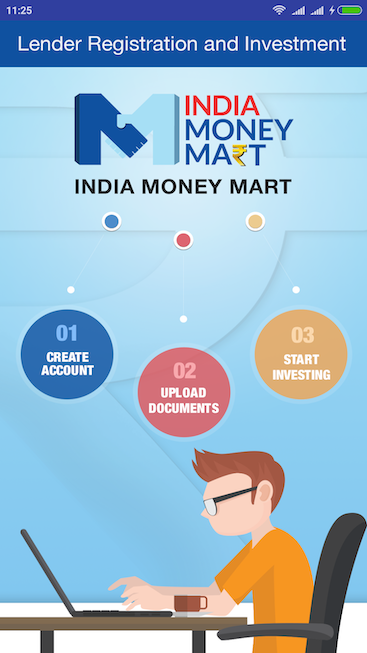 11:25
Lender Registration and Investment
INDIA
MONEY
MART
INDIA MONEY MART
01
CREATE
ACCOUNT
02
UPLOAD
DOCUMENTS
03
START
INVESTING